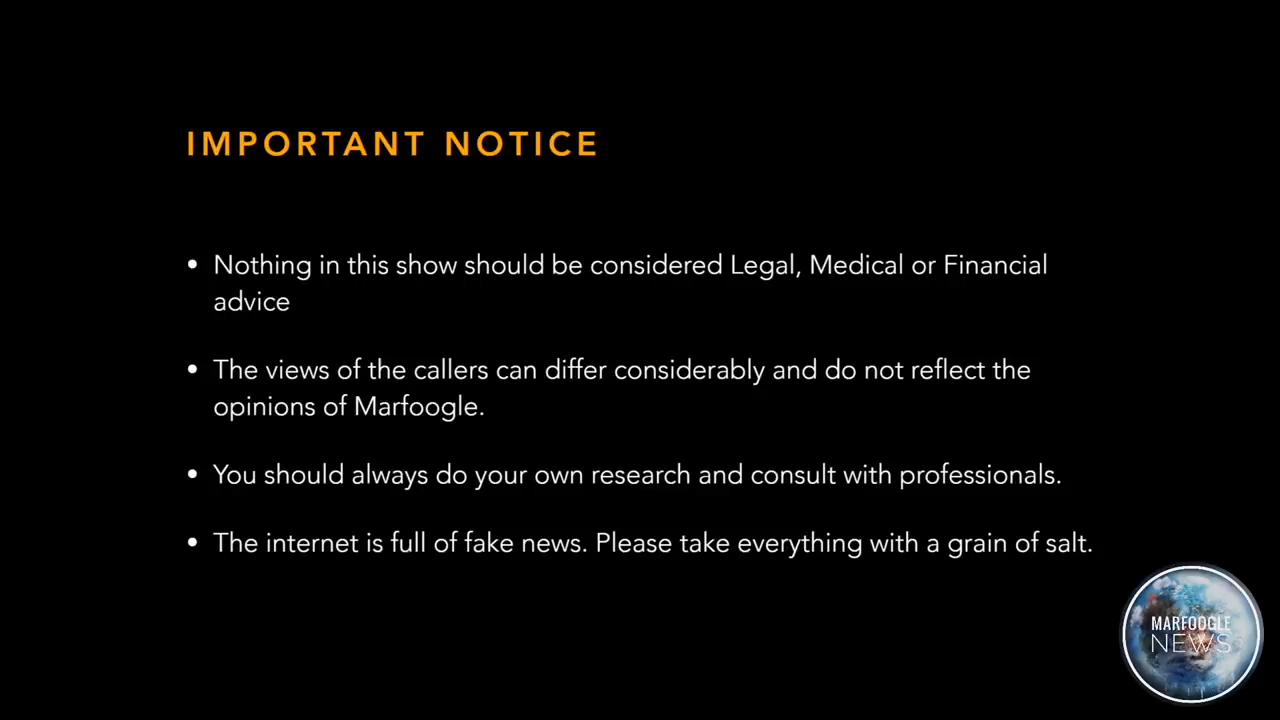 IMPORTANT NOTICE
• Nothing in this show should be considered Legal, Medical or Financial
advice
• The views of the callers can differ considerably and do not reflect the
opinions of Marfoogle.
• You should always do your own research and consult with professionals.
• The internet is full of fake news. Please take everything with a grain of salt.
MARFOOGLE
NEWS